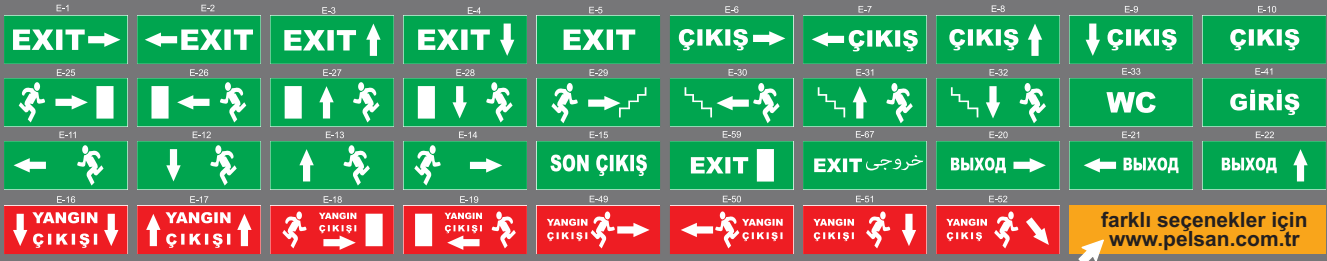 E-1 E-2 E-3 E-4 E-5 E-6 E-7 E-8 E-9 E-10
EXIT EXIT EXIT EXIT EXIT ÇIKIŞ ÇIKIŞ ÇIKIŞ ÇIKIŞ ÇIKIŞ
E-25 E-26 E-27 E-28 E-29 E-30 E-31 E-32 E-33 E-41
WC GİRİŞ
E-11 E-12 E-13 E-14 E-15 E-59 E-67 E-20 E-21 E-22
SON ÇIKIŞ EXIT EXIT خروجی ВЫХОД ВЫХОД ВЫХОД
E-16 E-17 E-18 E-19 E-49 E-50 E-51 E-52
YANGIN YANGIN YANGIN YANGIN YANGIN YANGIN YANGIN YANGIN
ÇIKIŞI ÇIKIŞI ÇIKIŞI ÇIKIŞI ÇIKIŞI ÇIKIŞI ÇIKIŞI ÇIKIŞ
farklı seçenekler için
www.pelsan.com.tr